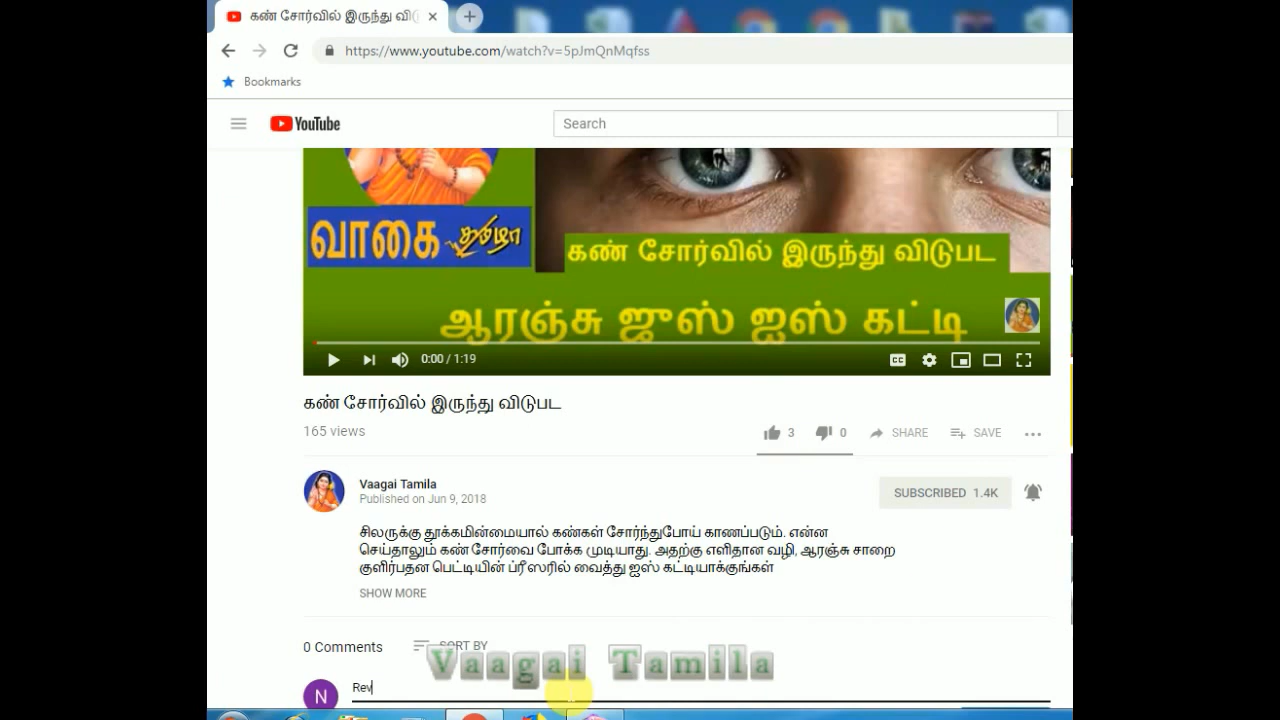 கண் சோர்வில் இருந்து விடு
https://www.youtube.com/watch?v=5pJmQnMqfss
Bookmarks
YouTube
Search
வாகை தமிழா
கண் சோர்வில் இருந்து விடுபட
ஆரஞ்சு ஜுஸ் ஐஸ் கட்டி
0:00 / 1:19
CC
கண் சோர்வில் இருந்து விடுபட
165 views
3
0
SHARE
SAVE
Vaagai Tamila
Published on Jun 9, 2018
SUBSCRIBED 1.4K
சிலருக்கு தூக்கமின்மையால் கண்கள் சோர்ந்துபோய் காணப்படும். என்ன
செய்தாலும் கண் சோர்வை போக்க முடியாது. அதற்கு எளிதான வழி, ஆரஞ்சு சாறை
குளிர்பதன பெட்டியின் ப்ரீஸரில் வைத்து ஐஸ் கட்டியாக்குங்கள்
SHOW MORE
0 Comments
SORT BY
Vaagai Tamila
N
Rev